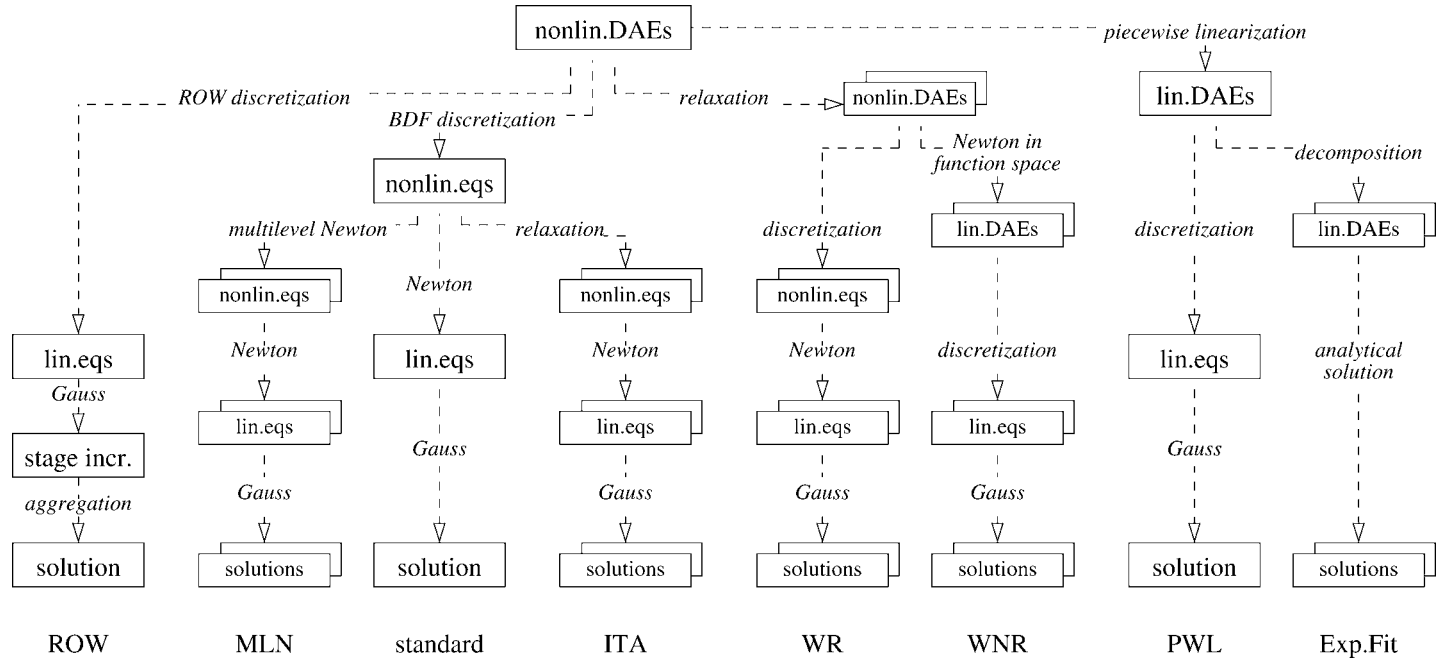 nonlin.DAEs
piecewise linearization
ROW discretization
relaxation
nonlin.DAEs
lin.DAEs
BDF discretization
Newton in
function space
decomposition
nonlin.eqs
multilevel Newton
relaxation
discretization
lin.DAEs
discretization
lin.DAEs
nonlin.eqs
Newton
nonlin.eqs
nonlin.eqs
lin.eqs
Newton
lin.eqs
Newton
Newton
discretization
lin.eqs
analytical
solution
Gauss
lin.eqs
lin.eqs
lin.eqs
lin.eqs
stage incr.
Gauss
Gauss
aggregation
Gauss
Gauss
Gauss
Gauss
solution
solutions
solution
solutions
solutions
solutions
solution
solutions
ROW
MLN
standard
ITA
WR
WNR
PWL
Exp.Fit